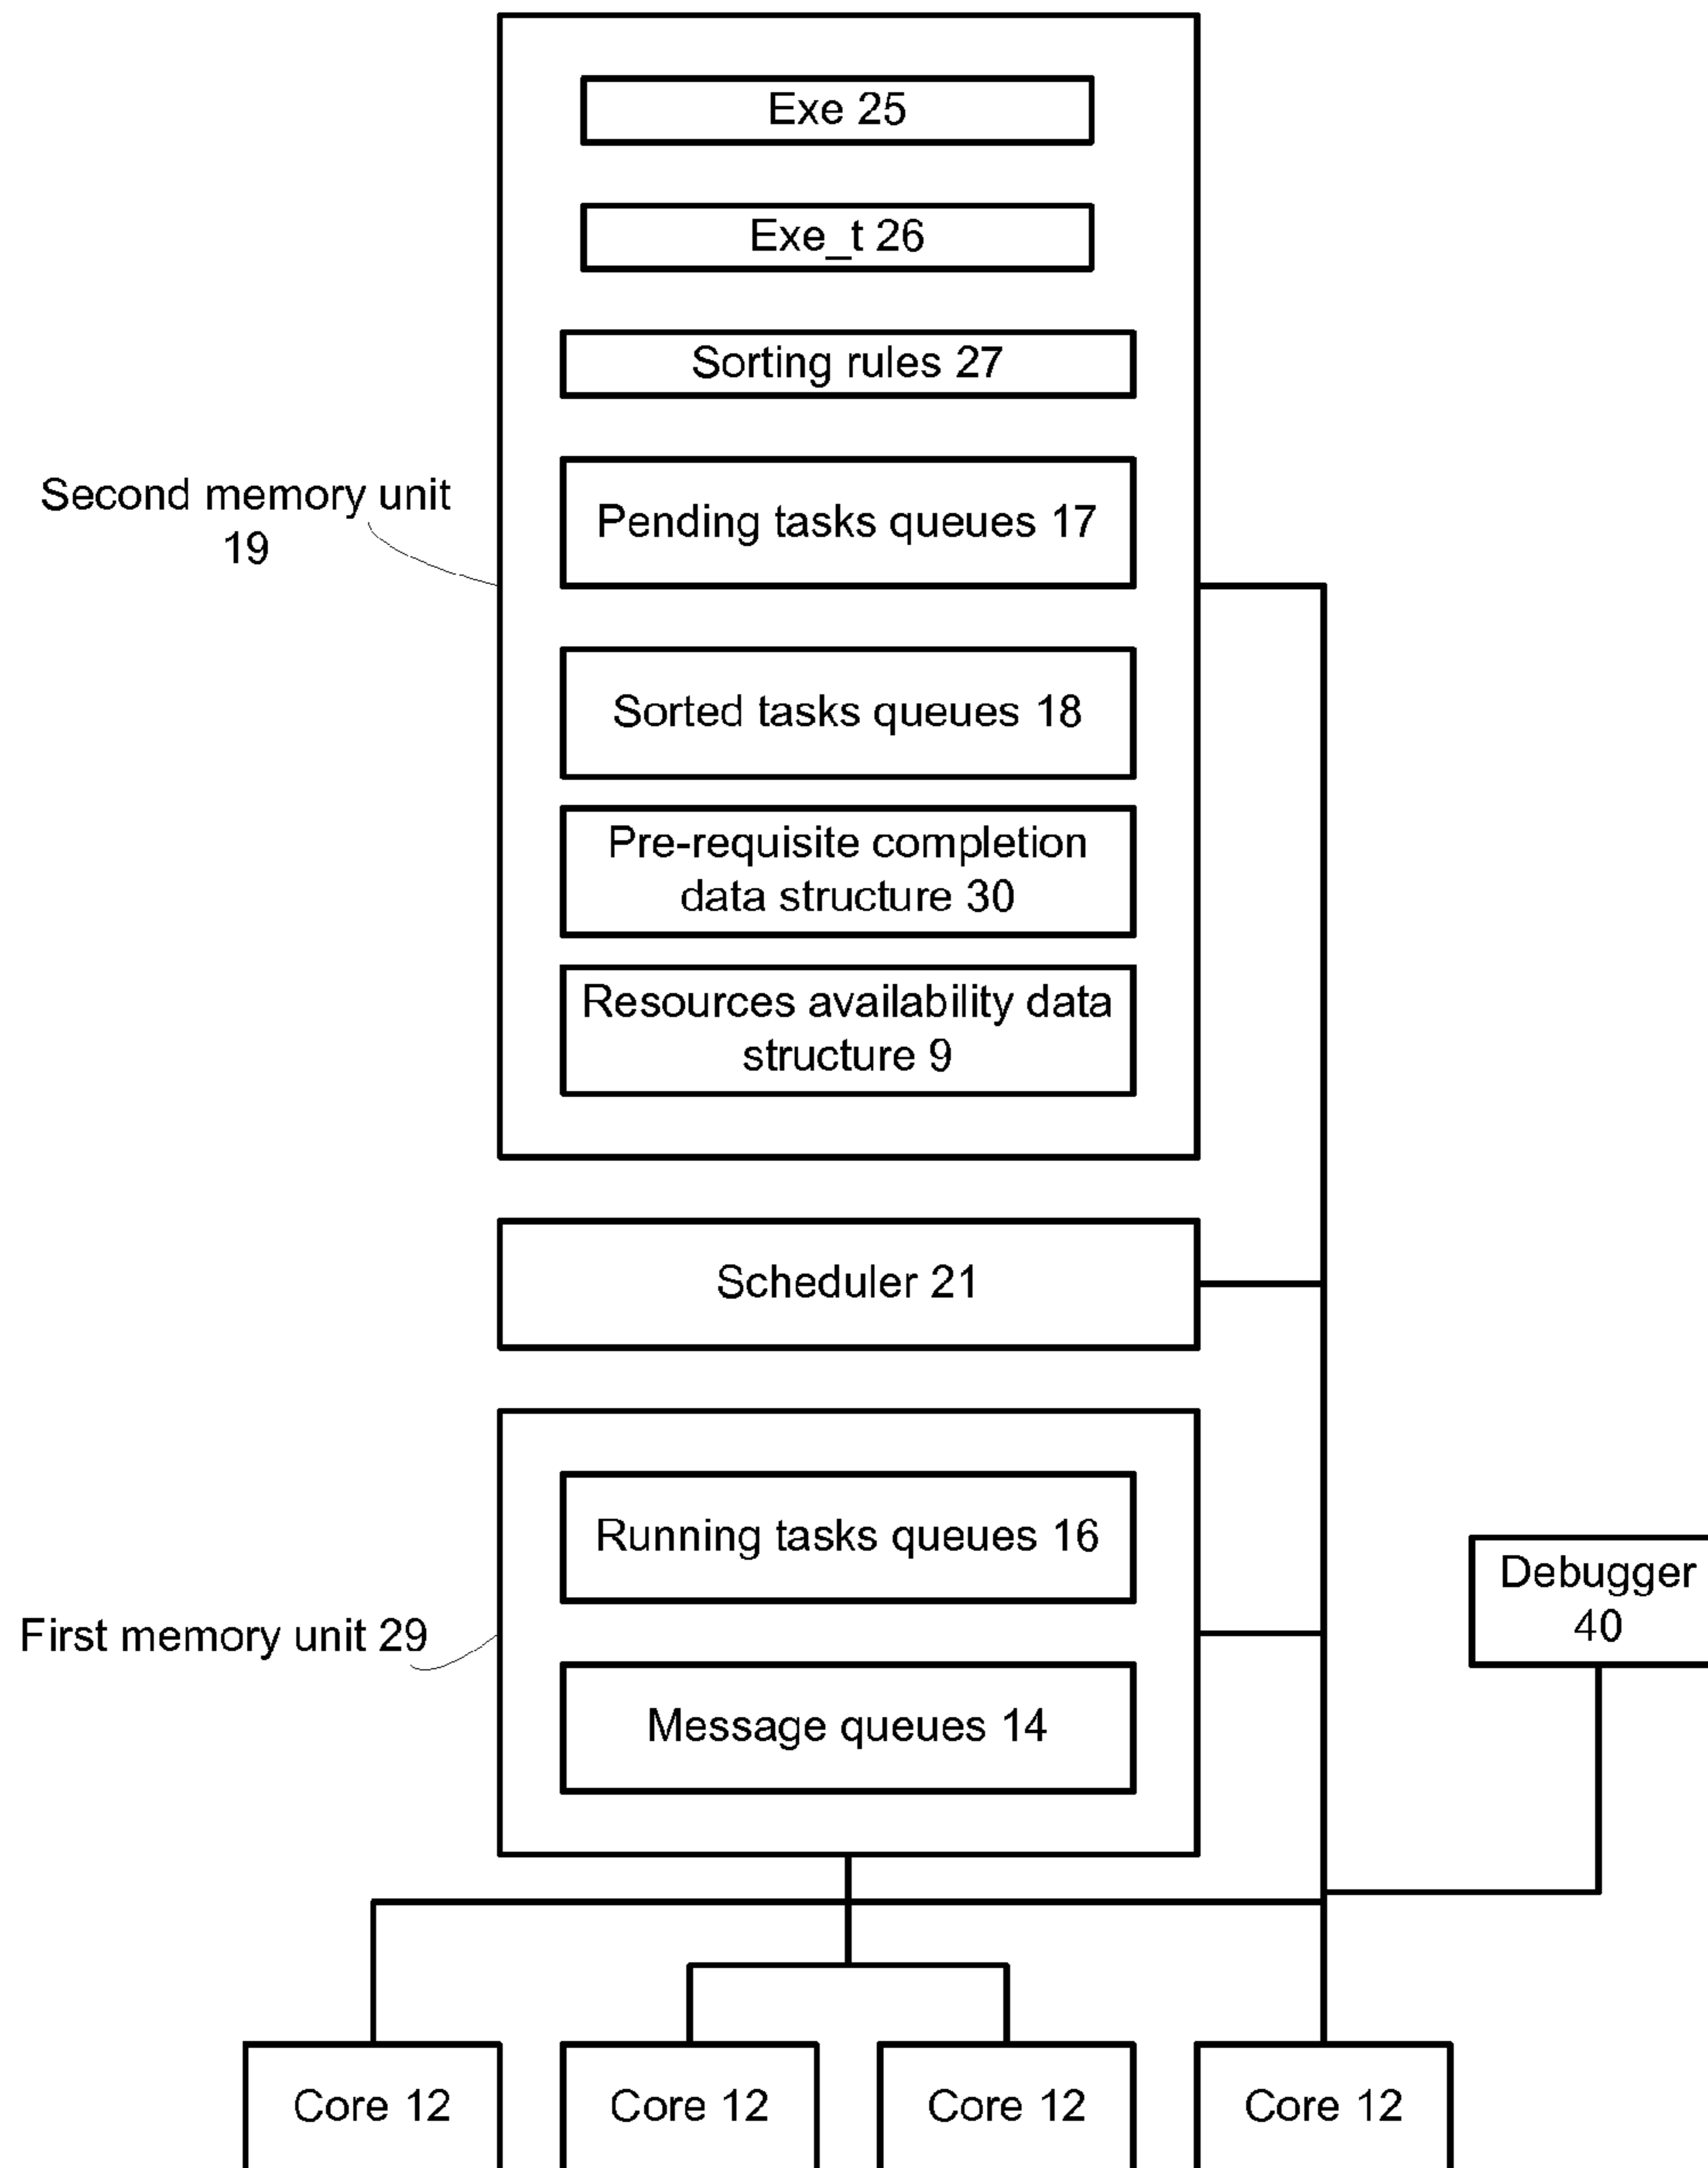 Exe 25
Exe_t 26
Sorting rules 27
Second memory unit
19
Pending tasks queues 17
Sorted tasks queues 18
Pre-requisite completion
data structure 30
Resources availability data
structure 9
Scheduler 21
Running tasks queues 16
Debugger
40
First memory unit 29
Message queues 14
Core 12
Core 12
Core 12
Core 12